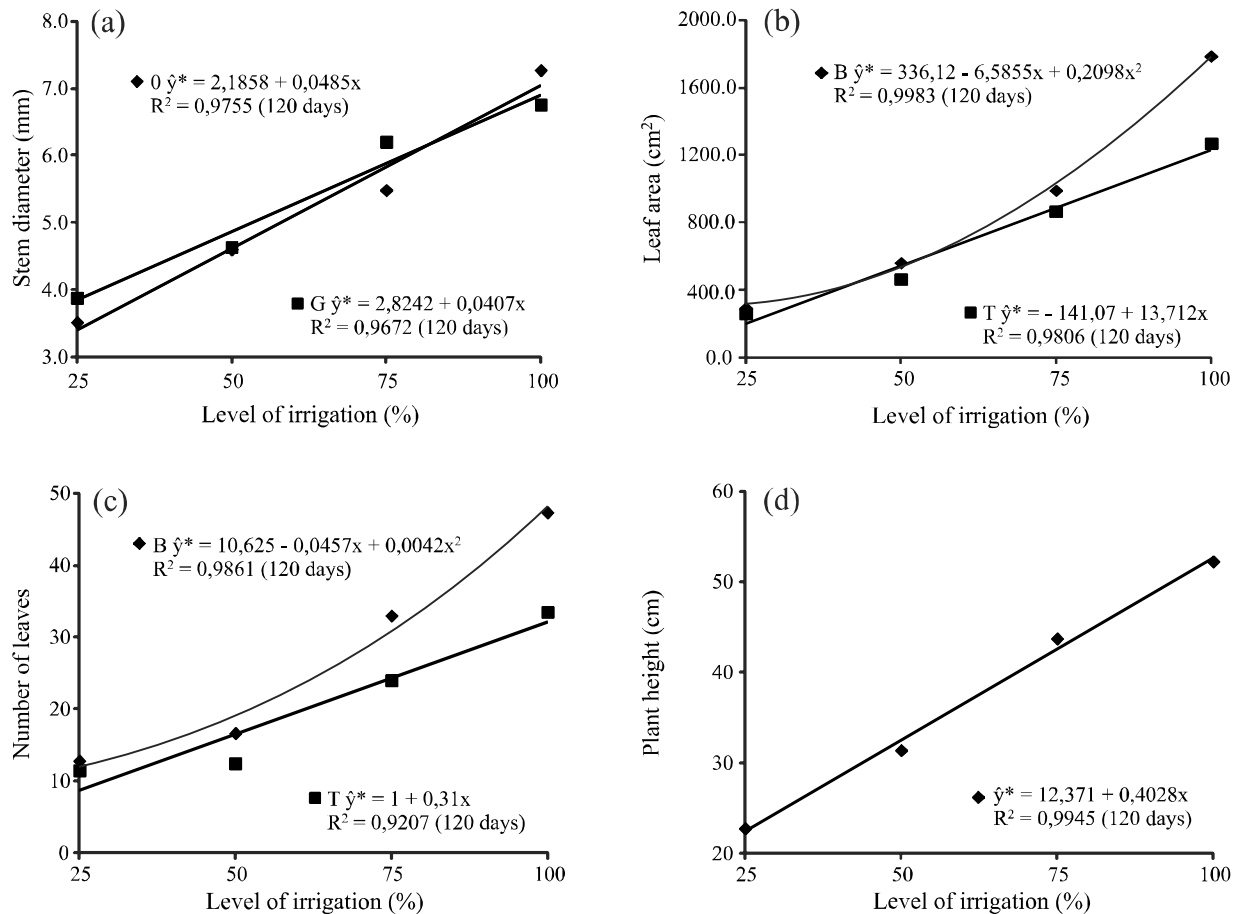 (a)
8.0
7.0
6.0
5.0
4.0
3.0
Stem diameter (mm)
0 ŷ* = 2,1858 + 0,0485x
R² = 0,9755 (120 days)
G ŷ* = 2,8242 + 0,0407x
R² = 0,9672 (120 days)
25 50 75 100
Level of irrigation (%)
(b)
1600.0
1200.0
800.0
400.0
0.0
Leaf area (cm²)
B ŷ* = 336,12 - 6,5855x + 0,2098x²
R² = 0,9983 (120 days)
T ŷ* = - 141,07 + 13,712x
R² = 0,9806 (120 days)
25 50 75 100
Level of irrigation (%)
(c)
50
40
30
20
10
0
Number of leaves
B ŷ* = 10,625 - 0,0457x + 0,0042x²
R² = 0,9861 (120 days)
T ŷ* = 1 + 0,31x
R² = 0,9207 (120 days)
25 50 75 100
Level of irrigation (%)
(d)
60
50
40
30
20
Plant height (cm)
ŷ* = 12,371 + 0,4028x
R² = 0,9945 (120 days)
25 50 75 100
Level of irrigation (%)